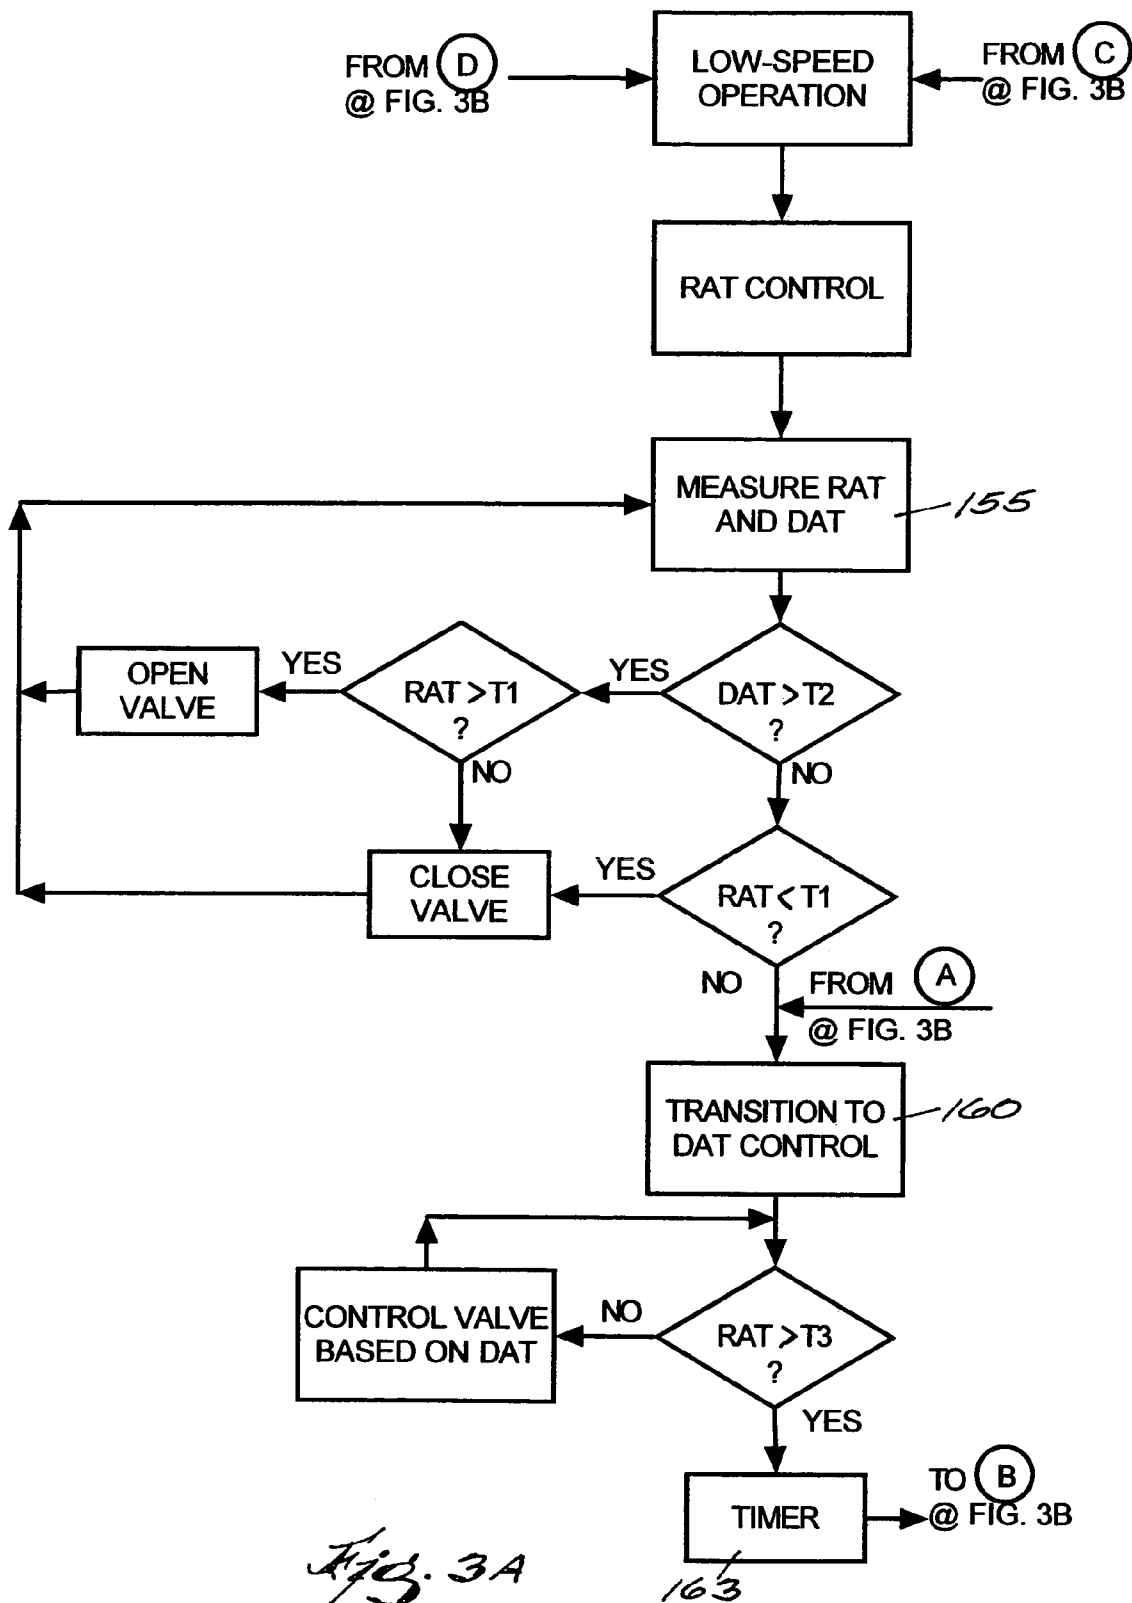 FROM D
@ FIG. 3B
LOW-SPEED
OPERATION
FROM C
@ FIG. 3B
RAT CONTROL
MEASURE RAT
AND DAT
155
OPEN
VALVE
YES
RAT > T1
?
YES
DAT > T2
?
NO
NO
CLOSE
VALVE
YES
RAT < T1
?
NO
FROM A
@ FIG. 3B
TRANSITION TO
DAT CONTROL
160
CONTROL VALVE
BASED ON DAT
NO
RAT > T3
?
YES
TIMER
TO B
@ FIG. 3B
163
Fig. 3A